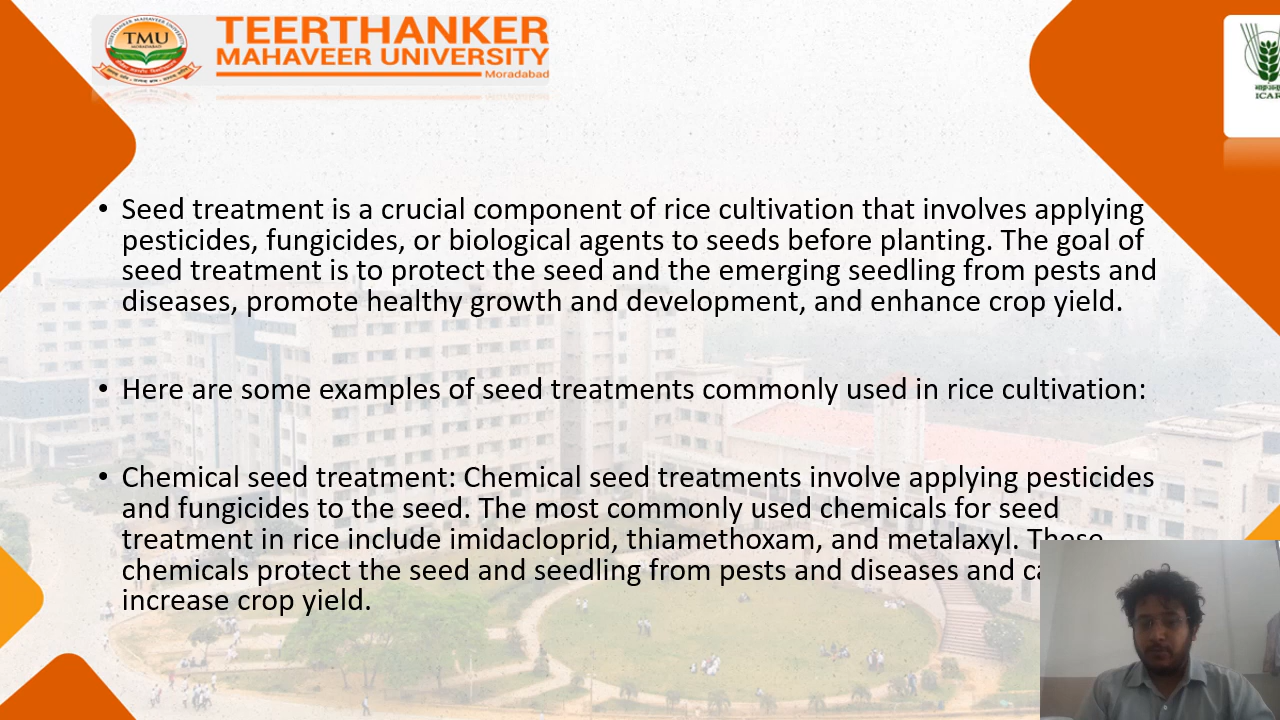 TEERTHANKER
MAHAVEER UNIVERSITY
Moradabad
TMU
MORADABAD
ICAR
• Seed treatment is a crucial component of rice cultivation that involves applying
pesticides, fungicides, or biological agents to seeds before planting. The goal of
seed treatment is to protect the seed and the emerging seedling from pests and
diseases, promote healthy growth and development, and enhance crop yield.
• Here are some examples of seed treatments commonly used in rice cultivation:
• Chemical seed treatment: Chemical seed treatments involve applying pesticides
and fungicides to the seed. The most commonly used chemicals for seed
treatment in rice include imidacloprid, thiamethoxam, and metalaxyl. These
chemicals protect the seed and seedling from pests and diseases and
increase crop yield.